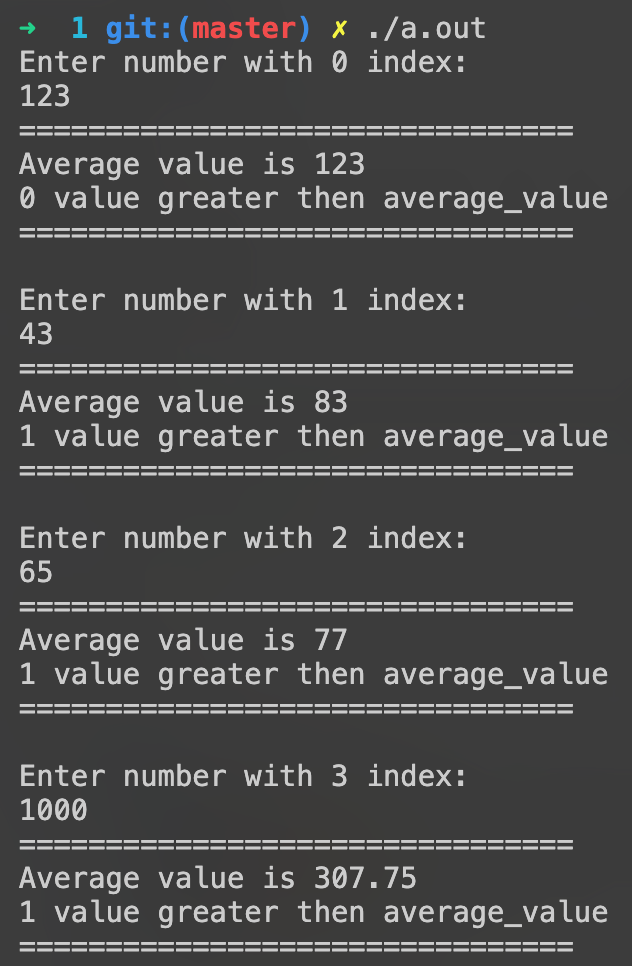 ➜  1 git:(master) ✗ ./a.out
Enter number with 0 index:
123
================================
Average value is 123
0 value greater then average_value
================================

Enter number with 1 index:
43
================================
Average value is 83
1 value greater then average_value
================================

Enter number with 2 index:
65
================================
Average value is 77
1 value greater then average_value
================================

Enter number with 3 index:
1000
================================
Average value is 307.75
1 value greater then average_value
================================